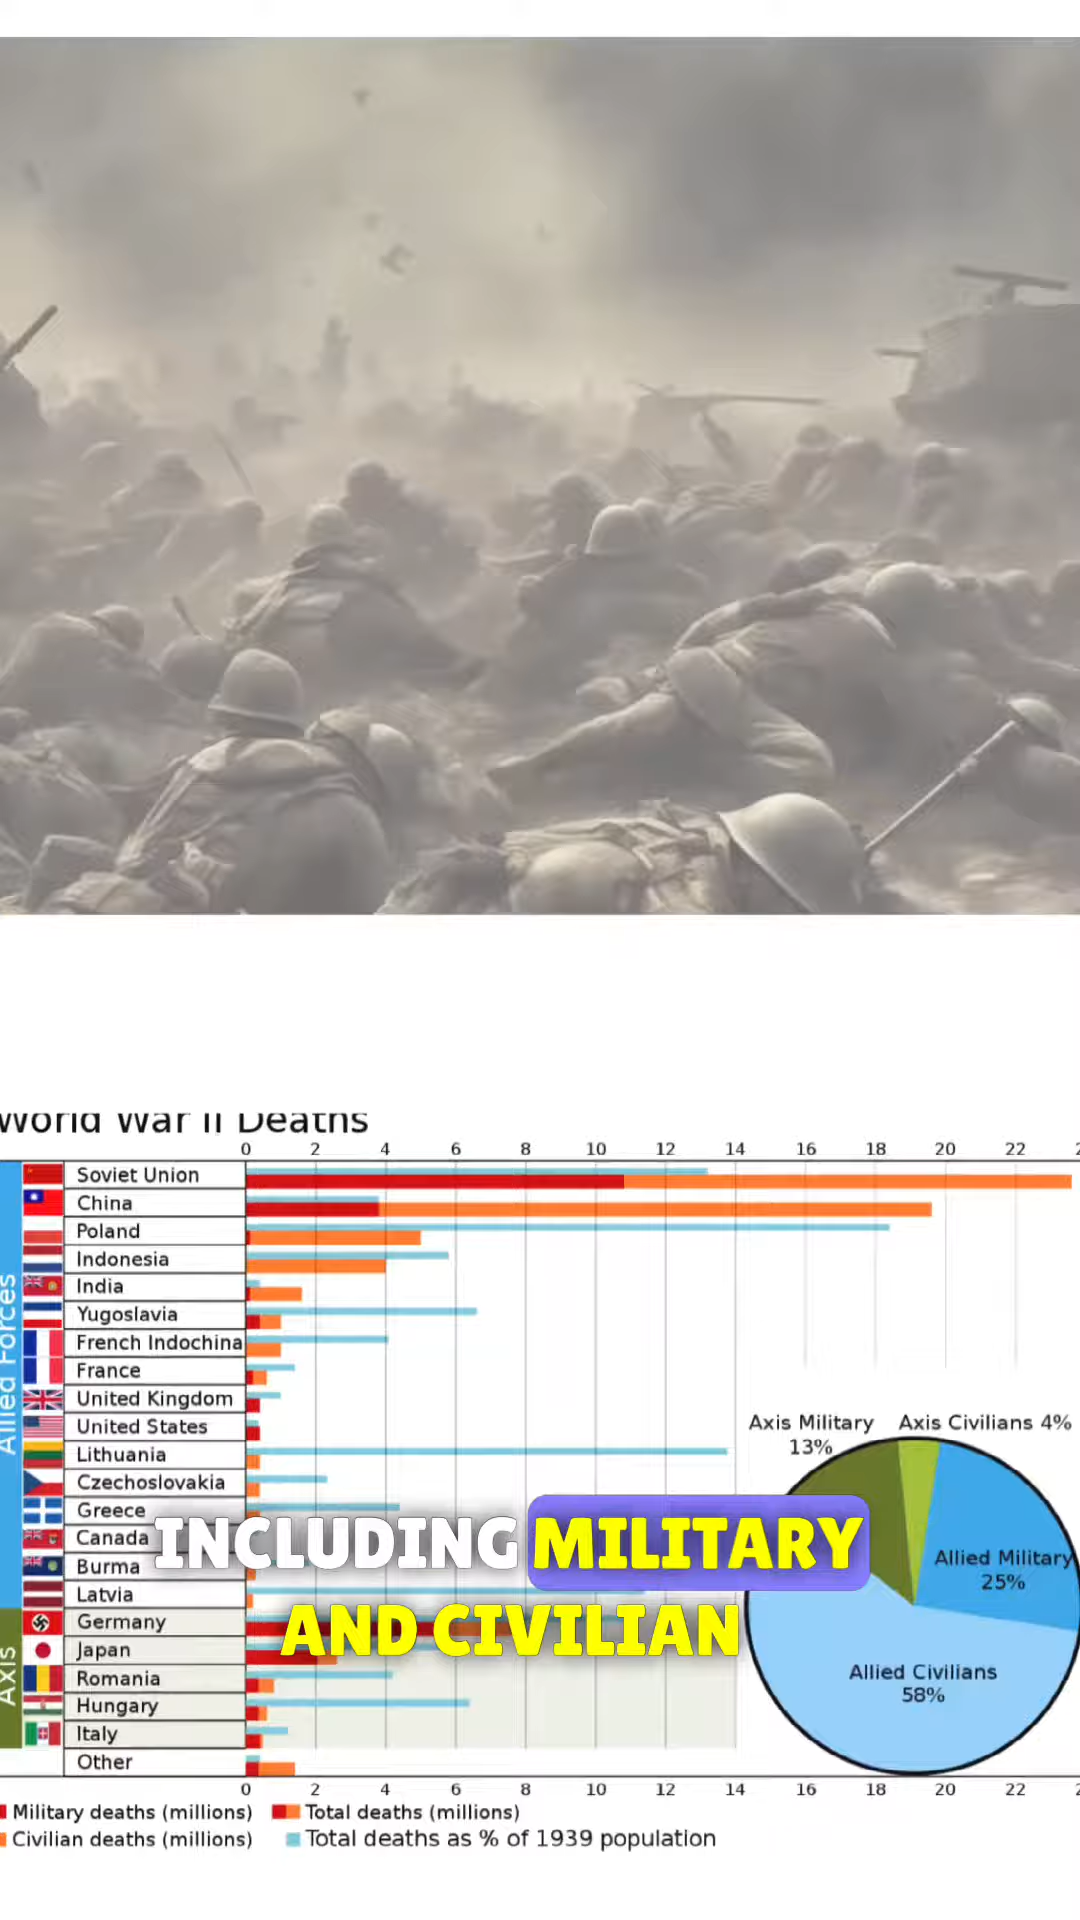 World War II Deaths
0 2 4 6 8 10 12 14 16 18 20 22 2
Allied Forces
Soviet Union
China
Poland
Indonesia
India
Yugoslavia
French Indochina
France
United Kingdom
United States
Lithuania
Czechoslovakia
Greece
Canada
Burma
Latvia
Axis
Germany
Japan
Romania
Hungary
Italy
Other
0 2 4 6 8 10 12 14 16 18 20 22 2
Axis Military
13%
Axis Civilians 4%
Allied Military
25%
Allied Civilians
58%
INCLUDING MILITARY
AND CIVILIAN
Military deaths (millions)
Total deaths (millions)
Civilian deaths (millions)
Total deaths as % of 1939 population